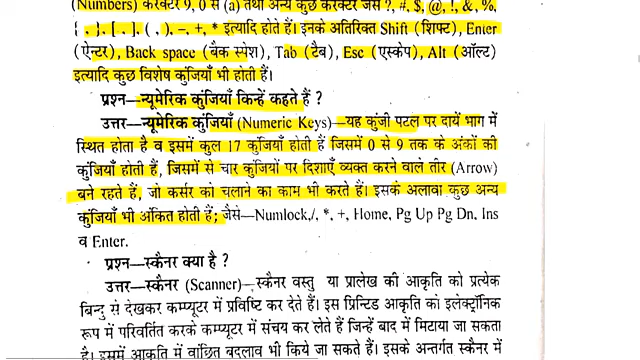 (Numbers) करैक्टर 9, 0 से (a) तथा अन्य कुछ करैक्टर जैसे ?, #, $, @, !, &, %,
{ , }, [ , ], ( , ), –, +, * इत्यादि होते हैं। इनके अतिरिक्त Shift (शिफ्ट), Enter
(ऐन्टर), Back space (बैक स्पेश), Tab (टैब), Esc (एस्केप), Alt (ऑल्ट)
इत्यादि कुछ विशेष कुंजियाँ भी होती हैं।
प्रश्न—न्यूमेरिक कुंजियाँ किन्हें कहते हैं ?
उत्तर—न्यूमेरिक कुंजियाँ (Numeric Keys)—यह कुंजी पटल पर दायें भाग में
स्थित होता है व इसमें कुल 17 कुंजियाँ होती हैं जिसमें 0 से 9 तक के अंकों की
कुंजियाँ होती हैं, जिसमें से चार कुंजियों पर दिशाएँ व्यक्त करने वाले तीर (Arrow)
बने रहते हैं, जो कर्सर को चलाने का काम भी करते हैं। इसके अलावा कुछ अन्य
कुंजियाँ भी अंकित होती हैं; जैसे—Numlock,/, *, +, Home, Pg Up Pg Dn, Ins
व Enter.
प्रश्न—स्कैनर क्या है ?
उत्तर—स्कैनर (Scanner)—स्कैनर वस्तु या प्रालेख की आकृति को प्रत्येक
बिन्दु से देखकर कम्प्यूटर में प्रविष्टि कर देते हैं। इस प्रिन्टिड आकृति को इलेक्ट्रॉनिक
रूप में परिवर्तित करके कम्प्यूटर में संचय कर लेते हैं जिन्हें बाद में मिटाया जा सकता
है। इसमें आकृति में वांछित बदलाव भी किये जा सकते हैं। इसके अन्तर्गत स्कैनर में